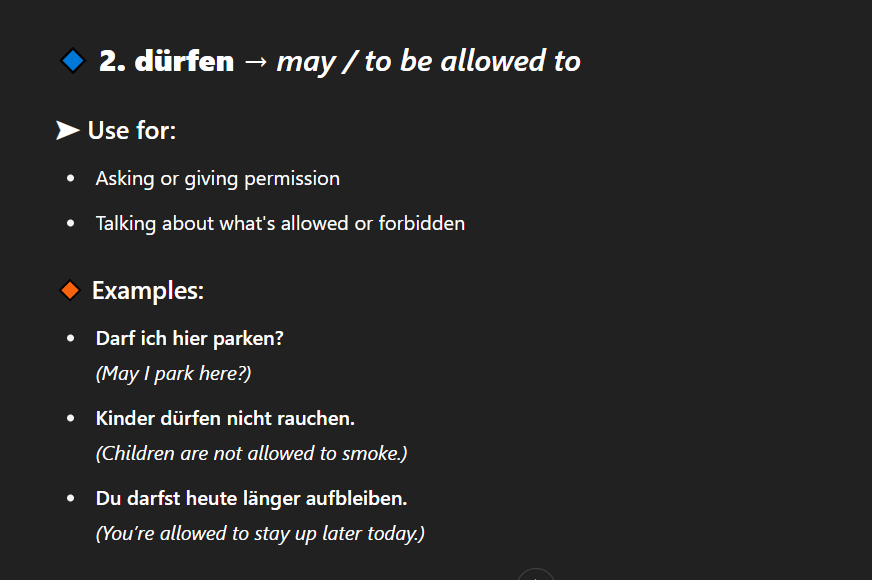 2. dürfen → may / to be allowed to
➤ Use for:
• Asking or giving permission
• Talking about what's allowed or forbidden
Examples:
• Darf ich hier parken?
(May I park here?)
• Kinder dürfen nicht rauchen.
(Children are not allowed to smoke.)
• Du darfst heute länger aufbleiben.
(You’re allowed to stay up later today.)